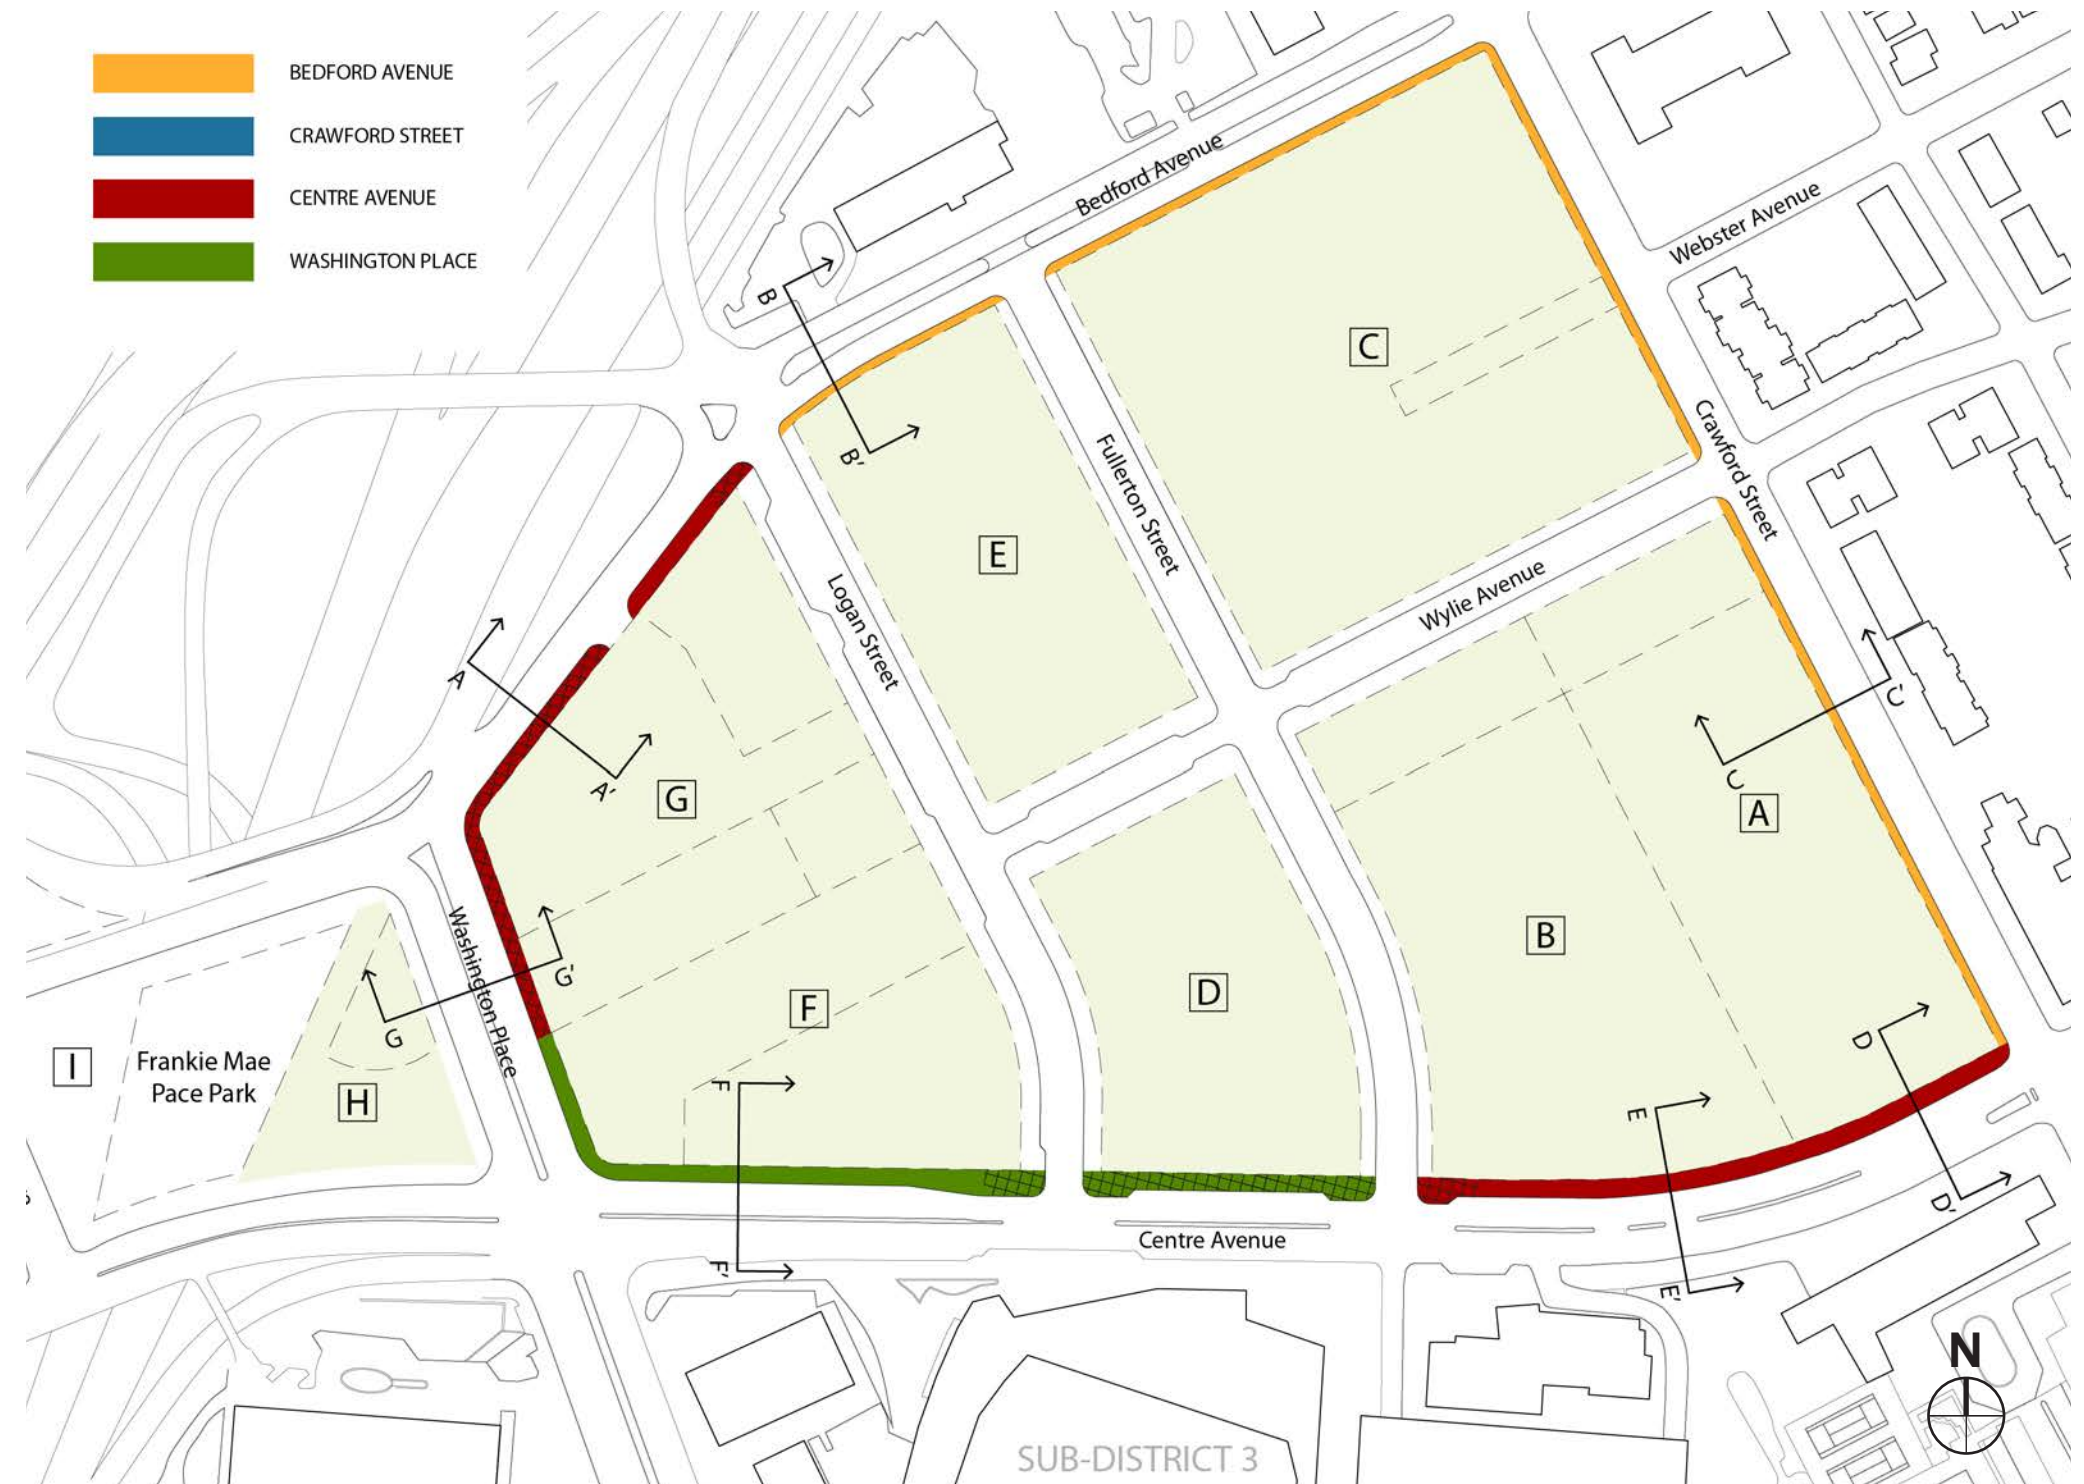 BEDFORD AVENUE
CRAWFORD STREET
CENTRE AVENUE
WASHINGTON PLACE
Bedford Avenue
Webster Avenue
B
C
Crawford Street
B'
Fullerton Street
E
Wylie Avenue
Logan Street
A
C'
C
A'
G
A
Washington Place
B
G'
D
F
G
D
I
Frankie Mae
Pace Park
H
F
E
D'
Centre Avenue
F'
E'
N
SUB-DISTRICT 3